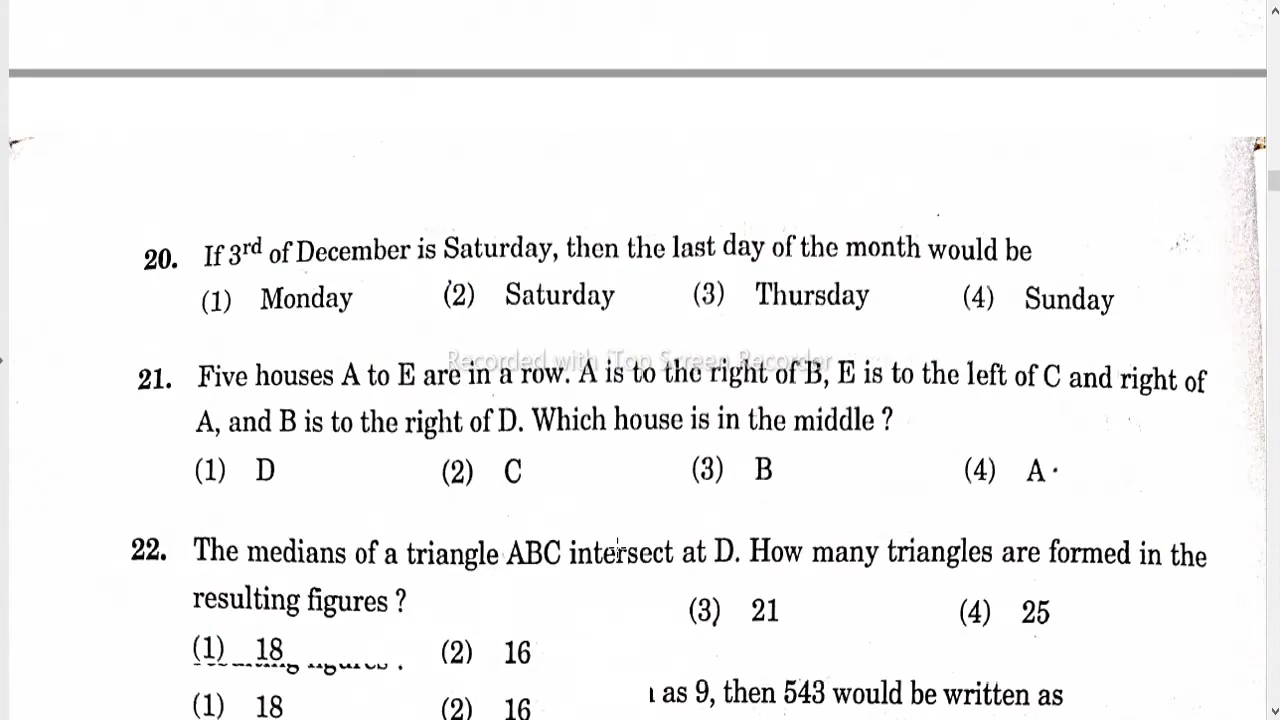 20. If 3rd of December is Saturday, then the last day of the month would be
(1) Monday (2) Saturday (3) Thursday (4) Sunday
Recorded with iTop Screen Recorder
21. Five houses A to E are in a row. A is to the right of B, E is to the left of C and right of
A, and B is to the right of D. Which house is in the middle ?
(1) D (2) C (3) B (4) A
22. The medians of a triangle ABC intersect at D. How many triangles are formed in the
resulting figures ?
(3) 21 (4) 25
(1) 18 (2) 16
as 9, then 543 would be written as
(1) 18 (2) 16